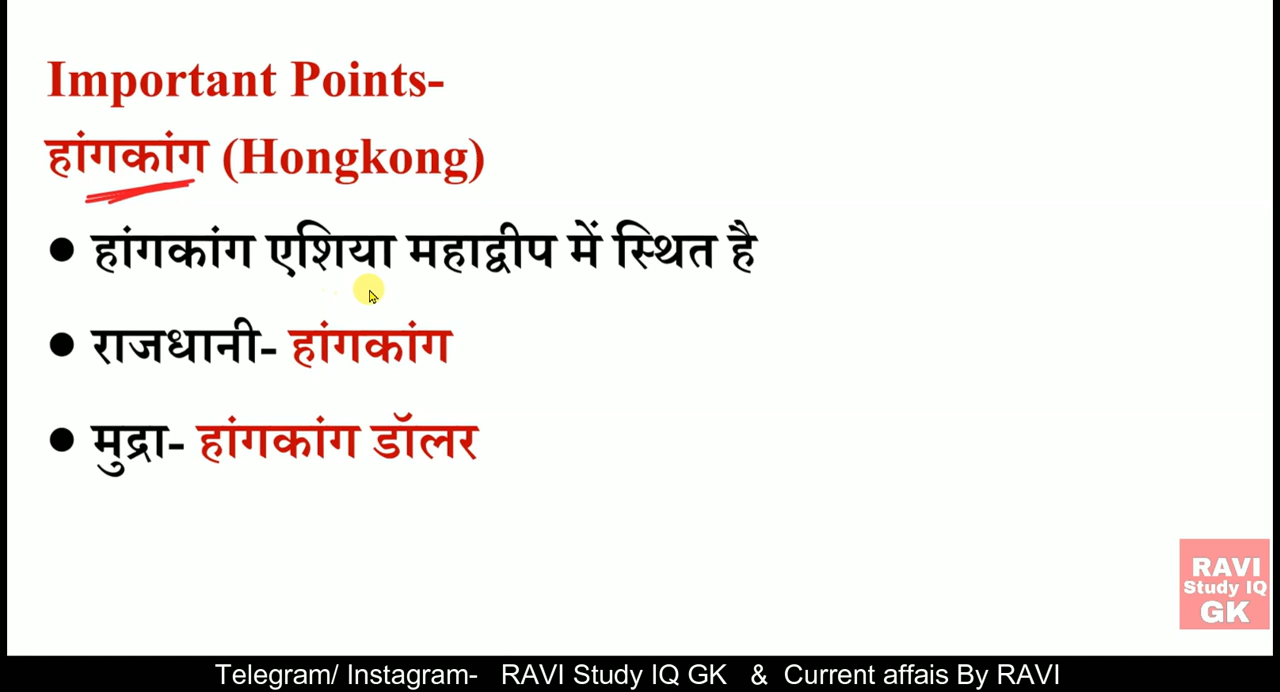 Important Points-
हांगकांग (Hongkong)
● हांगकांग एशिया महाद्वीप में स्थित है
● राजधानी- हांगकांग
● मुद्रा- हांगकांग डॉलर
RAVI
Study IQ
GK
Telegram/ Instagram- RAVI Study IQ GK & Current affais By RAVI